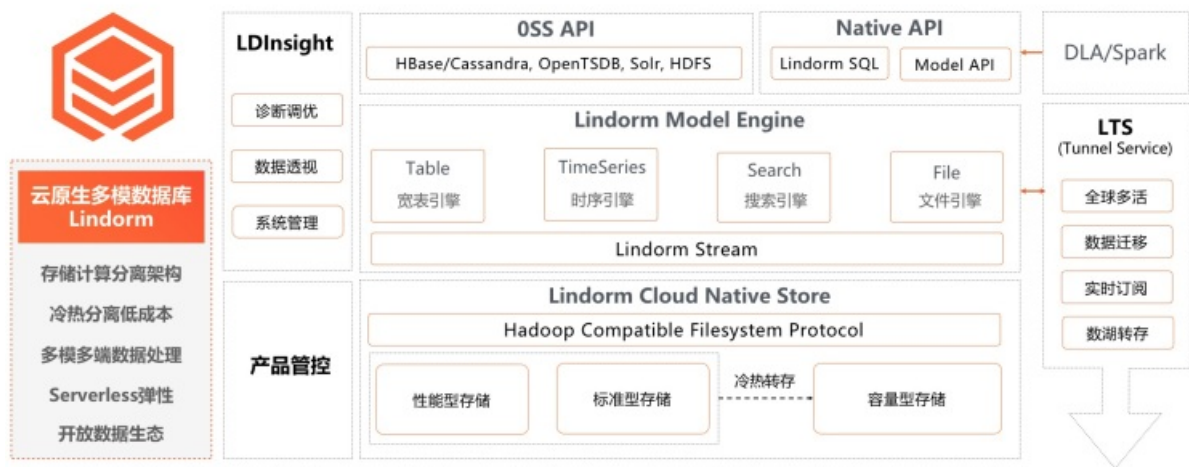 云原生多模数据库
Lindorm
存储计算分离架构
冷热分离低成本
多模多端数据处理
Serverless弹性
开放数据生态
LDInsight
诊断调优
数据透视
系统管理
产品管控
0SS API
HBase/Cassandra, OpenTSDB, Solr, HDFS
Native API
Lindorm SQL
Model API
DLA/Spark
Lindorm Model Engine
Table
宽表引擎
TimeSeries
时序引擎
Search
搜索引擎
File
文件引擎
Lindorm Stream
Lindorm Cloud Native Store
Hadoop Compatible Filesystem Protocol
性能型存储
标准型存储
冷热转存
容量型存储
LTS
(Tunnel Service)
全球多活
数据迁移
实时订阅
数湖转存